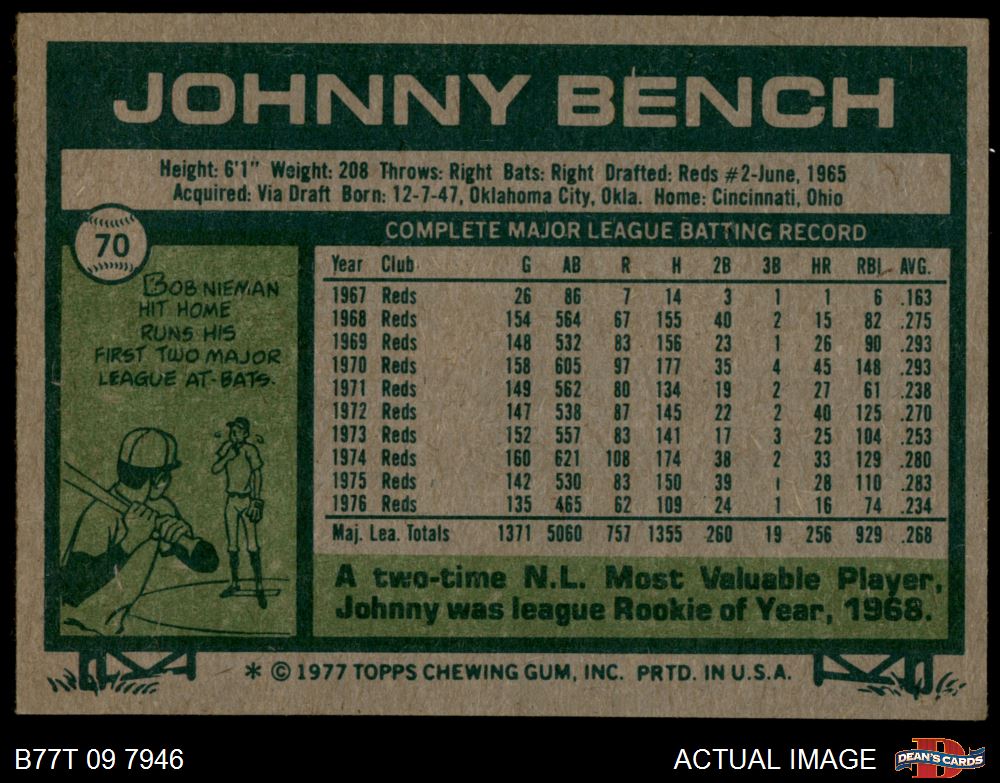 JOHNNY BENCH
Height: 6'1" Weight: 208 Throws: Right Bats: Right Drafted: Reds #2-June, 1965
Acquired: Via Draft Born: 12-7-47, Oklahoma City, Okla. Home: Cincinnati, Ohio
70
BOB NIEMAN
HIT HOME
RUNS HIS
FIRST TWO MAJOR
LEAGUE AT-BATS.
COMPLETE MAJOR LEAGUE BATTING RECORD
Year Club G AB R H 2B 3B HR RBI AVG.
1967 Reds 26 86 7 14 3 1 1 6 .163
1968 Reds 154 564 67 155 40 2 15 82 .275
1969 Reds 148 532 83 156 23 1 26 90 .293
1970 Reds 158 605 97 177 35 4 45 148 .293
1971 Reds 149 562 80 134 19 2 27 61 .238
1972 Reds 147 538 87 145 22 2 40 125 .270
1973 Reds 152 557 83 141 17 3 25 104 .253
1974 Reds 160 621 108 174 38 2 33 129 .280
1975 Reds 142 530 83 150 39 1 28 110 .283
1976 Reds 135 465 62 109 24 1 16 74 .234
Maj. Lea. Totals 1371 5060 757 1355 260 19 256 929 .268
A two-time N.L. Most Valuable Player,
Johnny was league Rookie of Year, 1968.
* © 1977 TOPPS CHEWING GUM, INC. PRTD. IN U.S.A.
B77T 09 7946
ACTUAL IMAGE
D
DEAN'S CARDS